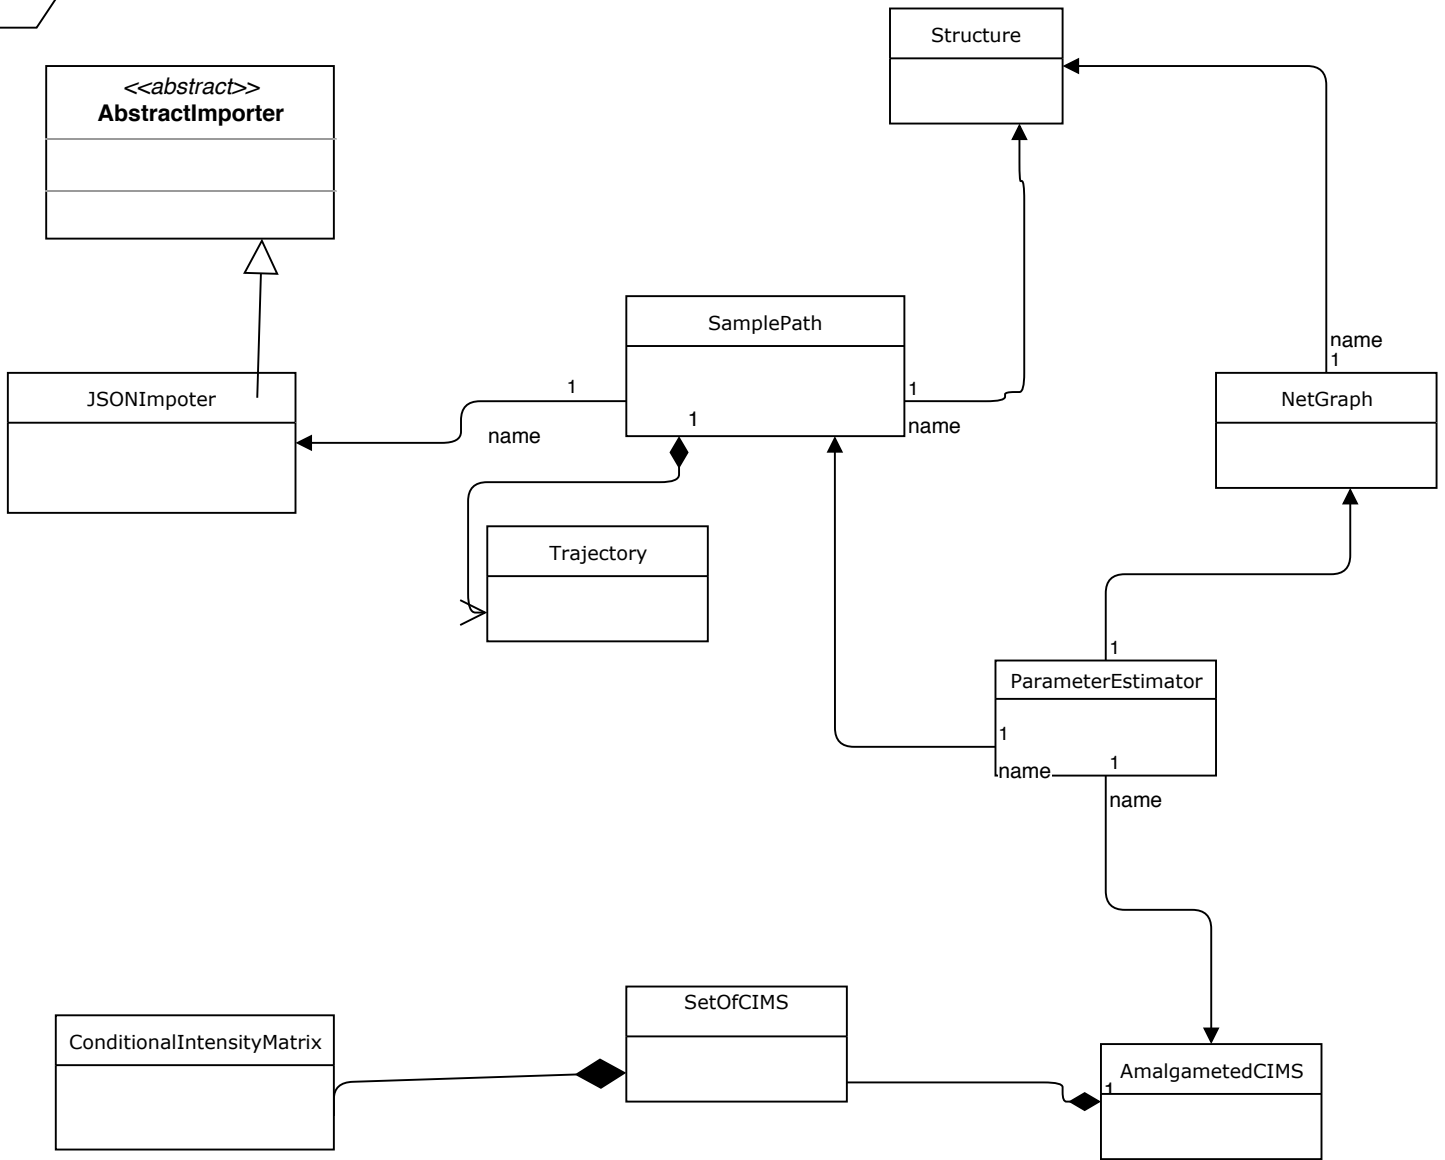 Structure
<<abstract>>
AbstractImporter
SamplePath
name
1
JSONImpoter
1
1
NetGraph
1
name
name
Trajectory
1
ParameterEstimator
1
name
1
name
SetOfCIMS
ConditionalIntensityMatrix
AmalgametedCIMS
1